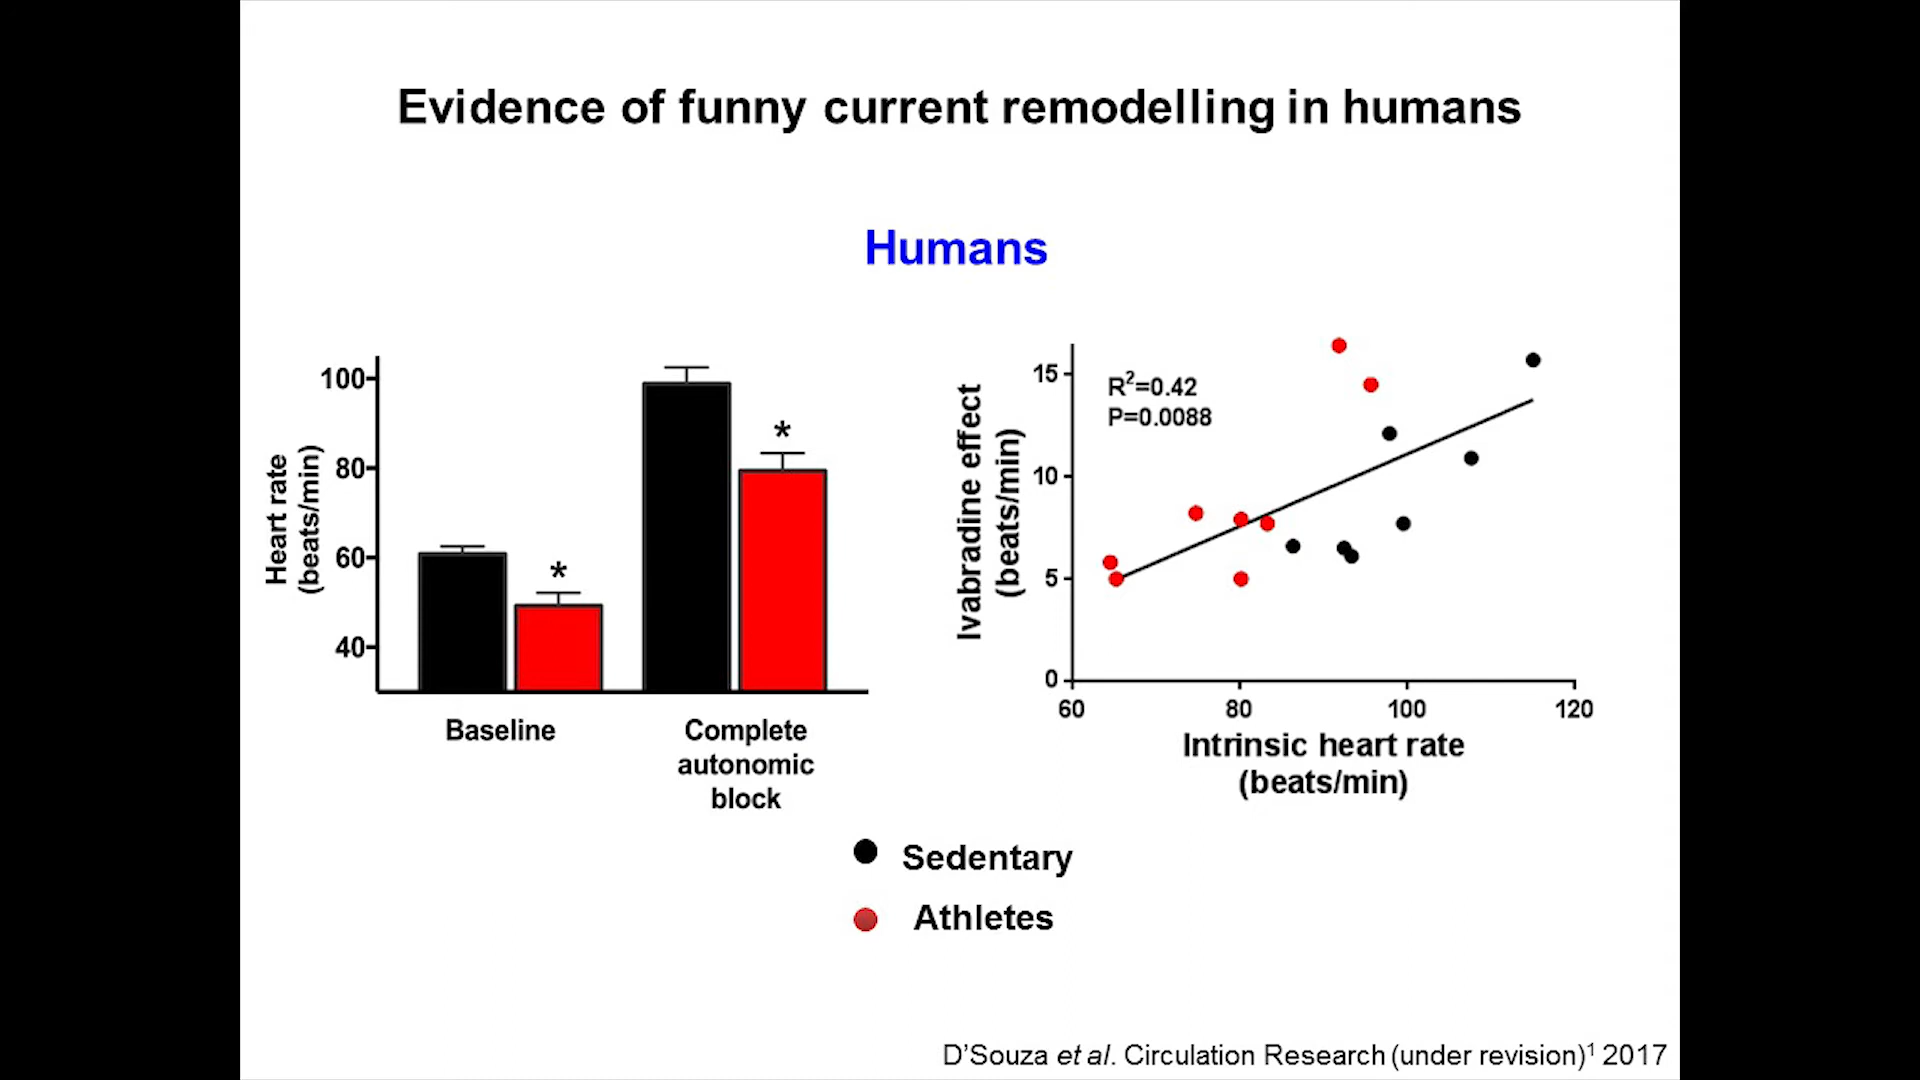 Evidence of funny current remodelling in humans
Humans
Heart rate
(beats/min)
100
80
60
40
*
*
Baseline
Complete
autonomic
block
Ivabradine effect
(beats/min)
15
10
5
0
R²=0.42
P=0.0088
60
80
100
120
Intrinsic heart rate
(beats/min)
Sedentary
Athletes
D'Souza et al. Circulation Research (under revision)¹ 2017